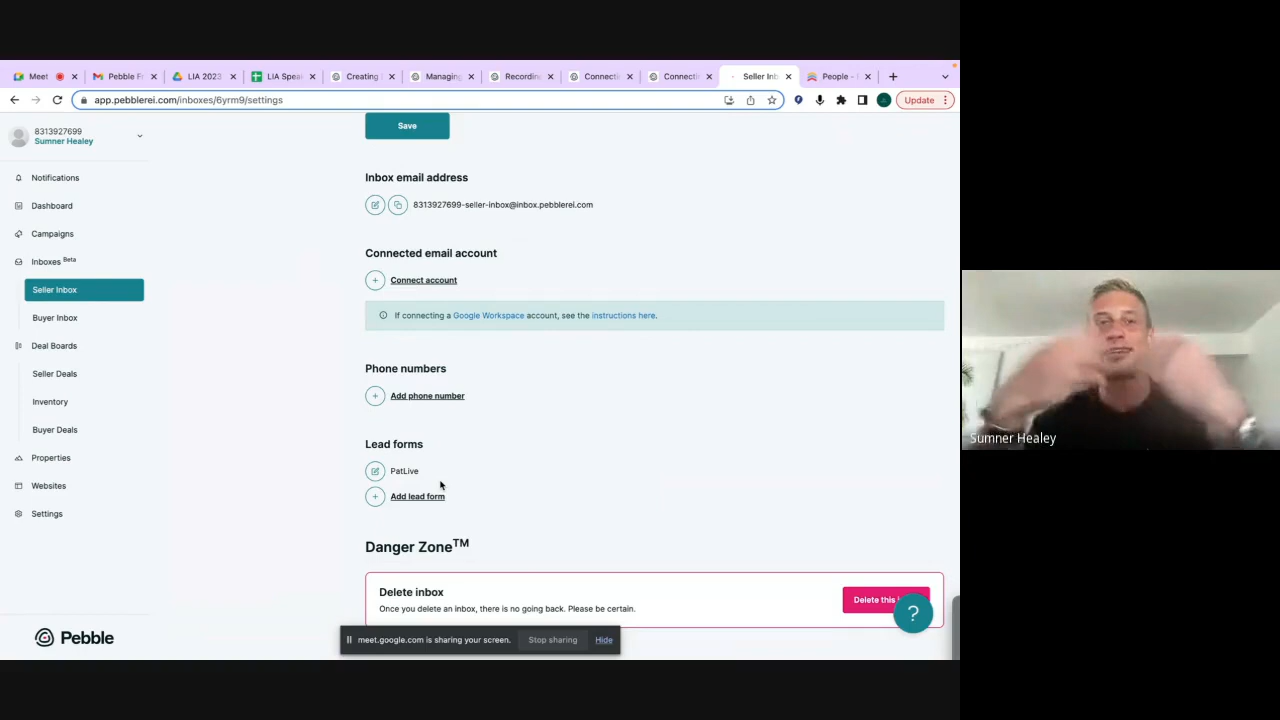 Meet
Pebble F
LIA 2023
LIA Spea
Creating
Managing
Recordin
Connecti
Connecti
Seller Inb
People -
app.pebblerei.com/inboxes/6yrm9/settings
Update
8313927699
Sumner Healey
Notifications
Dashboard
Campaigns
Inboxes Beta
Seller Inbox
Buyer Inbox
Deal Boards
Seller Deals
Inventory
Buyer Deals
Properties
Websites
Settings
Pebble
Save
Inbox email address
8313927699-seller-inbox@inbox.pebblerei.com
Connected email account
Connect account
If connecting a Google Workspace account, see the instructions here.
Phone numbers
Add phone number
Lead forms
PatLive
Add lead form
Danger Zone™
Delete inbox
Once you delete an inbox, there is no going back. Please be certain.
Delete this
?
meet.google.com is sharing your screen.
Stop sharing
Hide
Sumner Healey